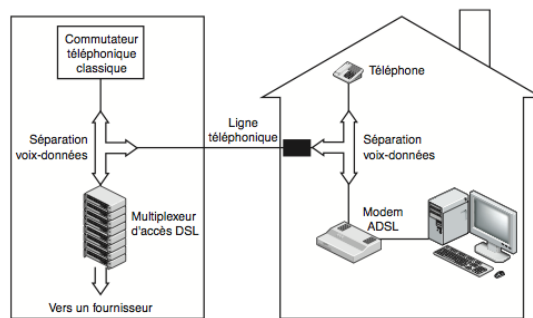 Commutateur
téléphonique
classique
Séparation
voix-données
Multiplexeur
d'accès DSL
Vers un fournisseur
Ligne
téléphonique
Téléphone
Séparation
voix-données
Modem
ADSL